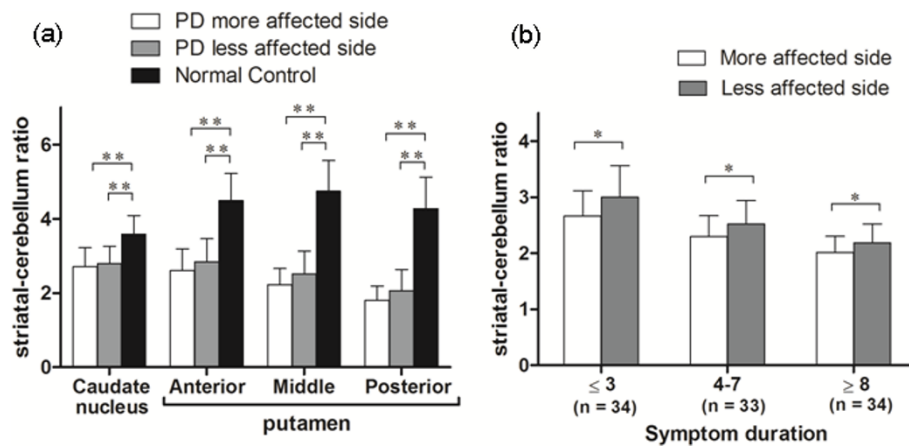 (a)
PD more affected side
PD less affected side
Normal Control
striatal-cerebellum ratio
6
4
2
0
** ** ** **
** ** ** **
Caudate nucleus
Anterior Middle Posterior
putamen
(b)
More affected side
Less affected side
striatal-cerebellum ratio
4
3
2
1
0
* * *
≤ 3 4-7 ≥ 8
(n = 34) (n = 33) (n = 34)
Symptom duration